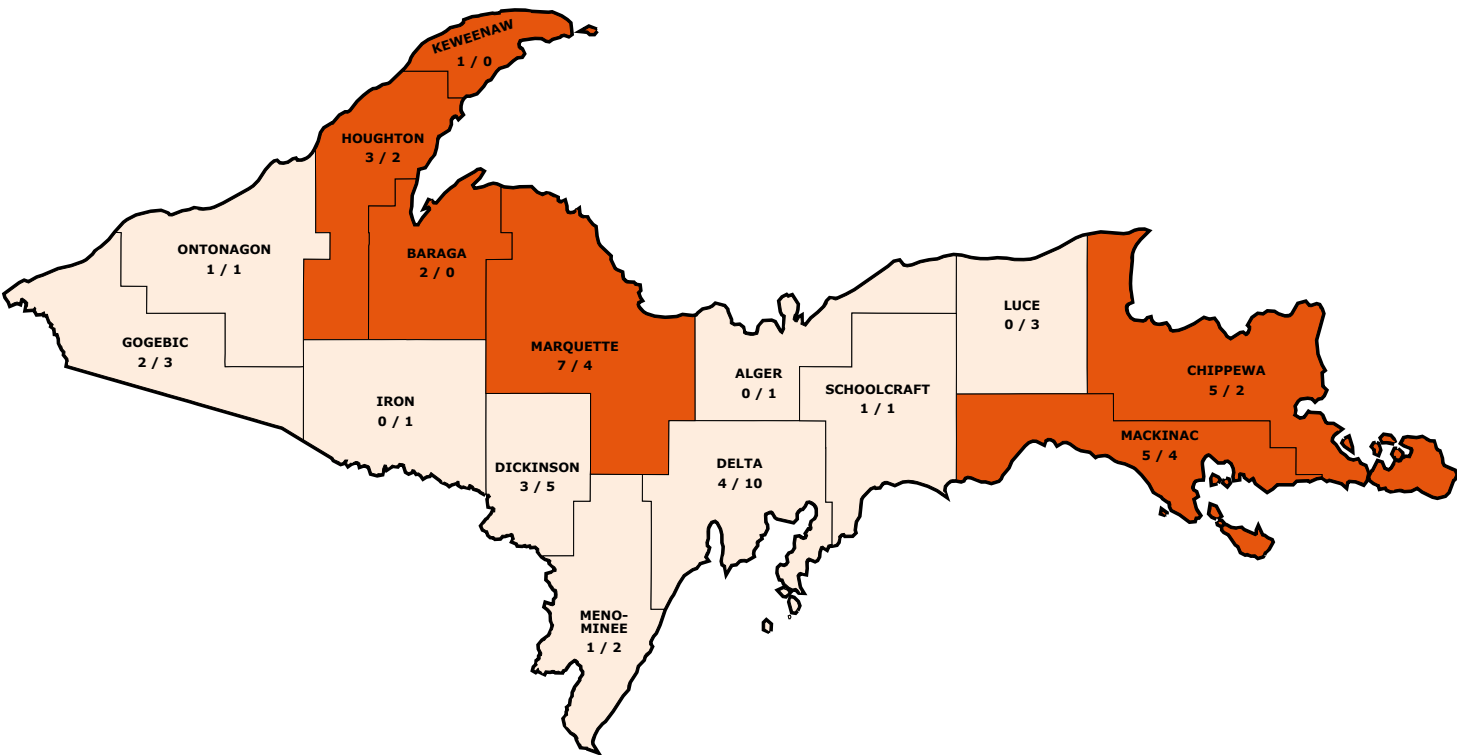 KEWEENAW
1 / 0
HOUGHTON
3 / 2
ONTONAGON
1 / 1
BARAGA
2 / 0
GOGEBIC
2 / 3
MARQUETTE
7 / 4
IRON
0 / 1
ALGER
0 / 1
LUCE
0 / 3
SCHOOLCRAFT
1 / 1
CHIPPEWA
5 / 2
MACKINAC
5 / 4
DICKINSON
3 / 5
DELTA
4 / 10
MENO-
MINEE
1 / 2